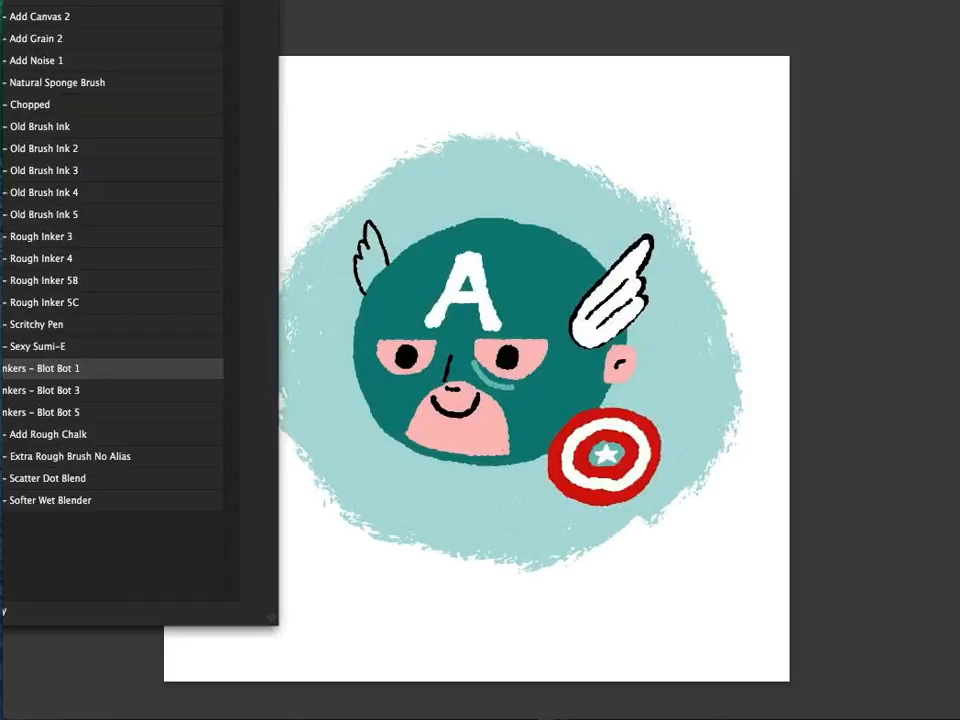 - Add Canvas 2
- Add Grain 2
- Add Noise 1
- Natural Sponge Brush
- Chopped
- Old Brush Ink
- Old Brush Ink 2
- Old Brush Ink 3
- Old Brush Ink 4
- Old Brush Ink 5
- Rough Inker 3
- Rough Inker 4
- Rough Inker 5B
- Rough Inker 5C
- Scritchy Pen
- Sexy Sumi-E
nkers - Blot Bot 1
nkers - Blot Bot 3
nkers - Blot Bot 5
- Add Rough Chalk
- Extra Rough Brush No Alias
- Scatter Dot Blend
- Softer Wet Blender
y
A